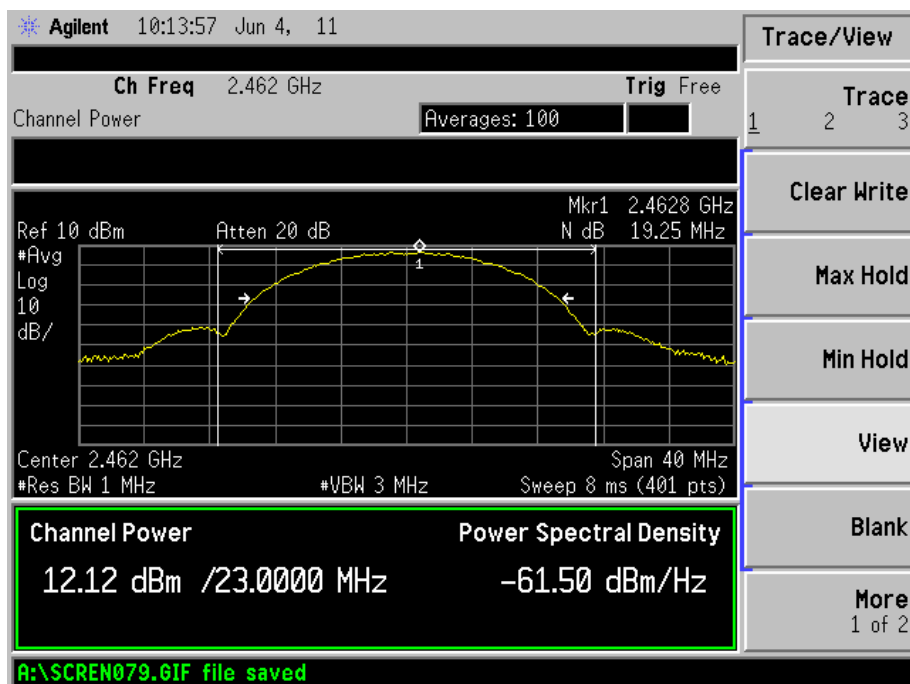 Agilent 10:13:57 Jun 4, 11
Trace/View
Ch Freq 2.462 GHz Trig Free
Channel Power Averages: 100
Mkr1 2.4628 GHz
Ref 10 dBm Atten 20 dB N dB 19.25 MHz
#Avg
Log
10
dB/
1
Center 2.462 GHz Span 40 MHz
#Res BW 1 MHz #VBW 3 MHz Sweep 8 ms (401 pts)
Channel Power Power Spectral Density
12.12 dBm /23.0000 MHz -61.50 dBm/Hz
A:\SCREN079.GIF file saved
Trace
1 2 3
Clear Write
Max Hold
Min Hold
View
Blank
More
1 of 2